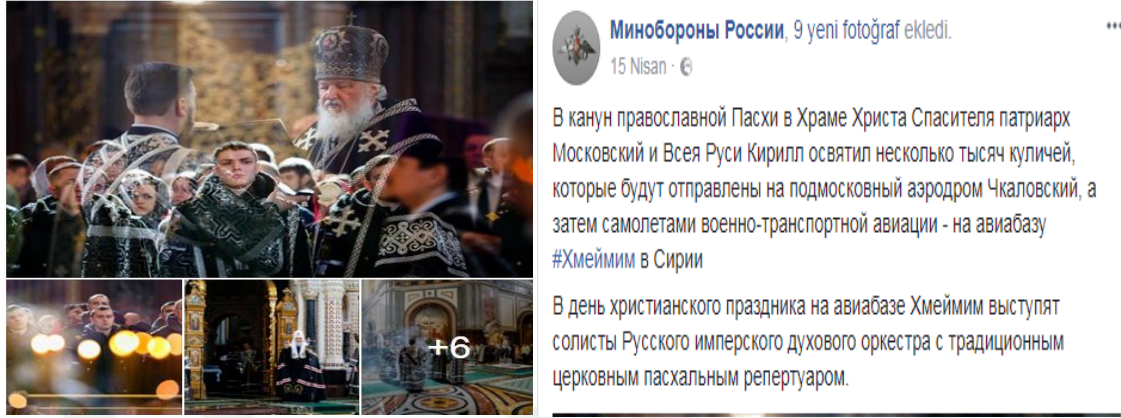 +6
Минобороны России, 9 yeni fotoğraf ekledi.
15 Nisan ·
В канун православной Пасхи в Храме Христа Спасителя патриарх
Московский и Всея Руси Кирилл освятил несколько тысяч куличей,
которые будут отправлены на подмосковный аэродром Чкаловский, а
затем самолетами военно-транспортной авиации - на авиабазу
#Хмеймим в Сирии
В день христианского праздника на авиабазе Хмеймим выступят
солисты Русского имперского духового оркестра с традиционным
церковным пасхальным репертуаром.